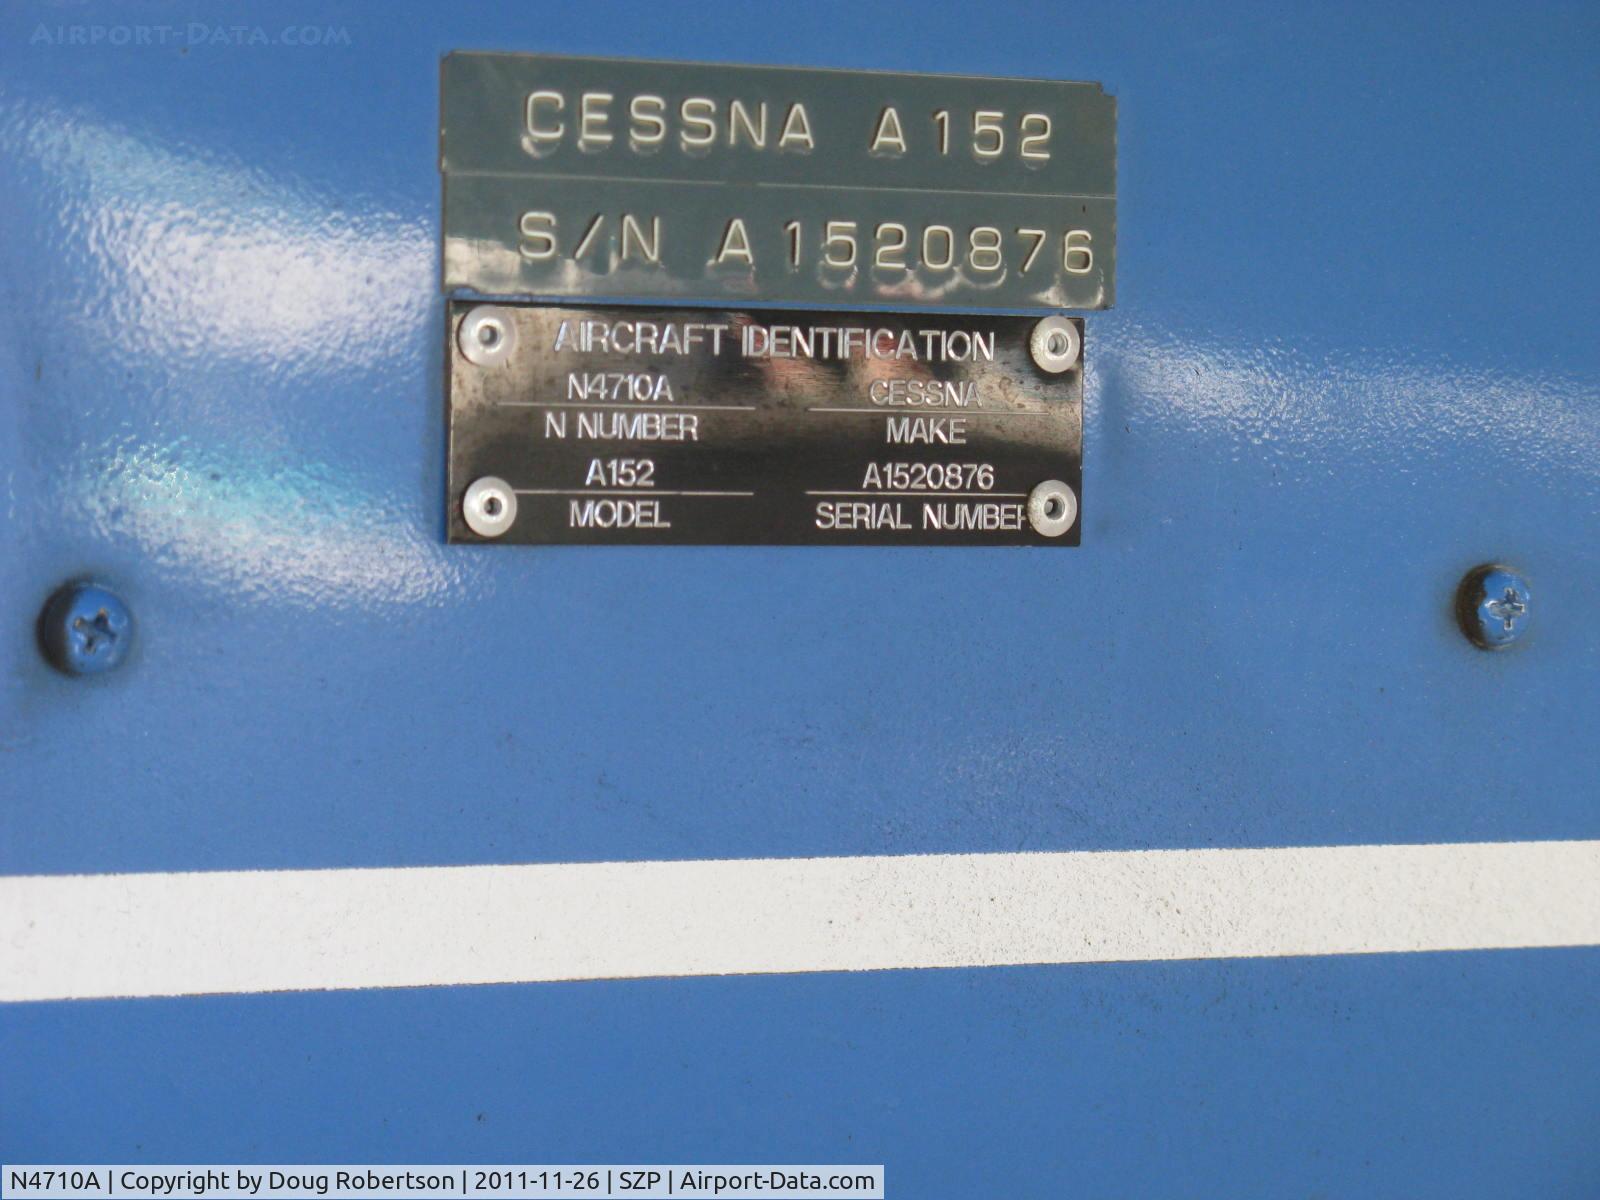 AIRPORT-DATA.COM
CESSNA A152
S/N A1520876
AIRCRAFT IDENTIFICATION
N4710A CESSNA
N NUMBER MAKE
A152 A1520876
MODEL SERIAL NUMBER
N4710A | Copyright by Doug Robertson | 2011-11-26 | SZP | Airport-Data.com